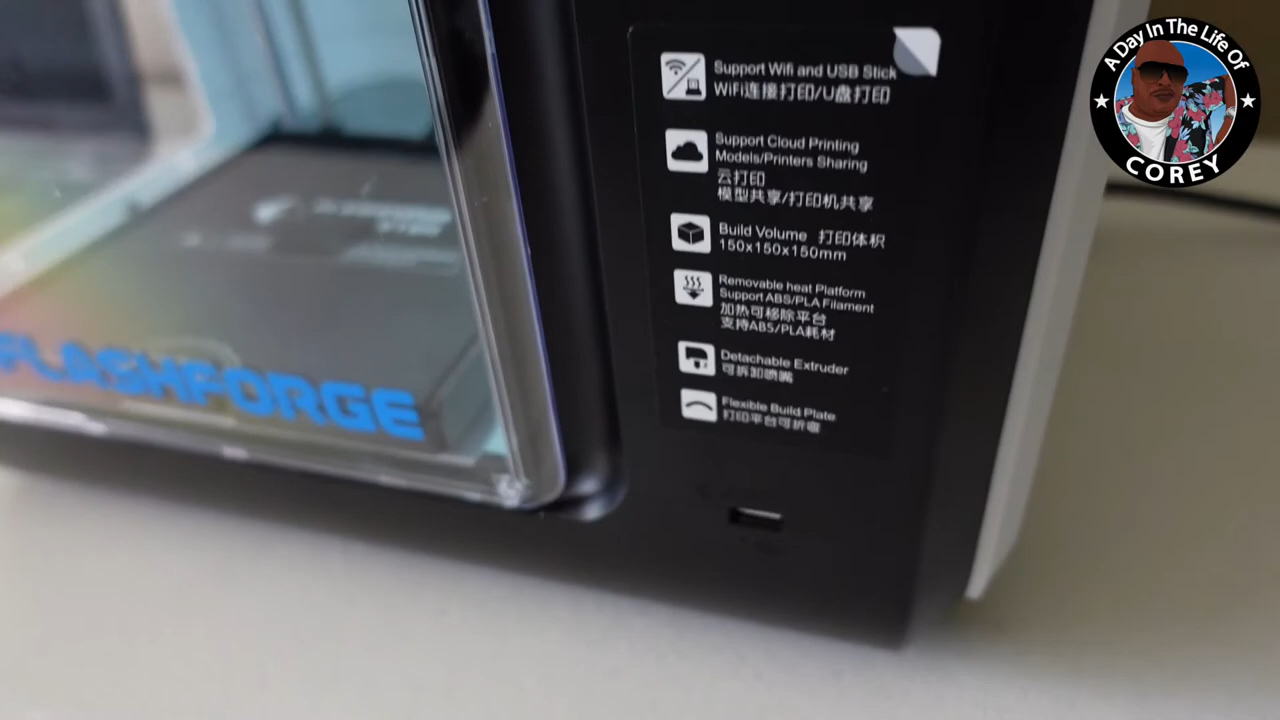 A Day In The Life Of
COREY
Support Wifi and USB Stick
WiFi连接打印/U盘打印
Support Cloud Printing
Models/Printers Sharing
云打印
模型共享/打印机共享
Build Volume 打印体积
150x150x150mm
Removable heat Platform
Support ABS/PLA Filament
加热可移除平台
支持ABS/PLA耗材
Detachable Extruder
可拆卸喷嘴
Flexible Build Plate
打印平台可折弯
FLASHFORGE